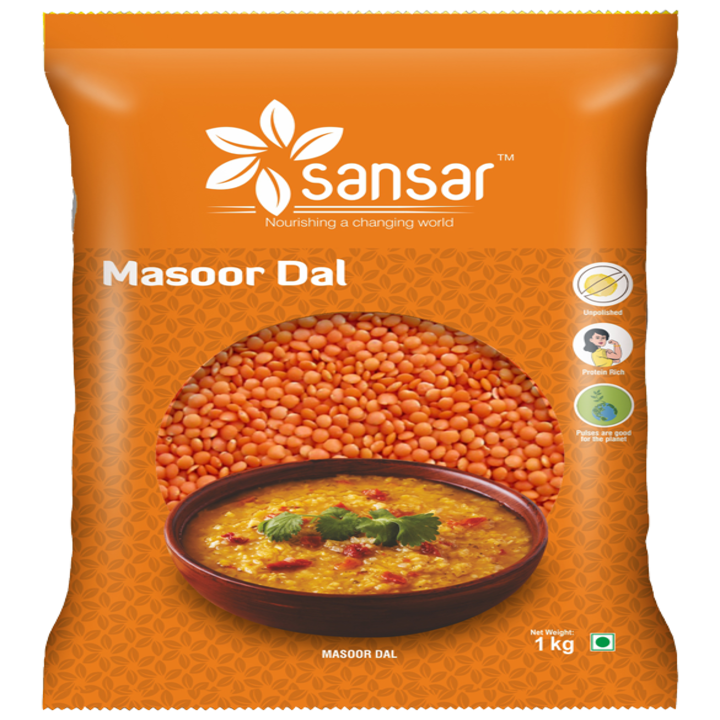 sansar™
Nourishing a changing world
Masoor Dal
Unpolished
Protein Rich
Pulses are good
for the planet
MASOOR DAL
Net Weight:
1 kg